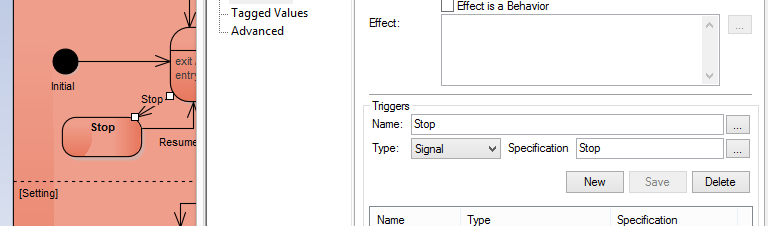 Initial
exit /
entry
Stop
Stop
Resume
[Setting]
Tagged Values
Advanced
Effect is a Behavior
Effect:
...
Triggers
Name: Stop ...
Type: Signal Specification Stop ...
New Save Delete
Name Type Specification